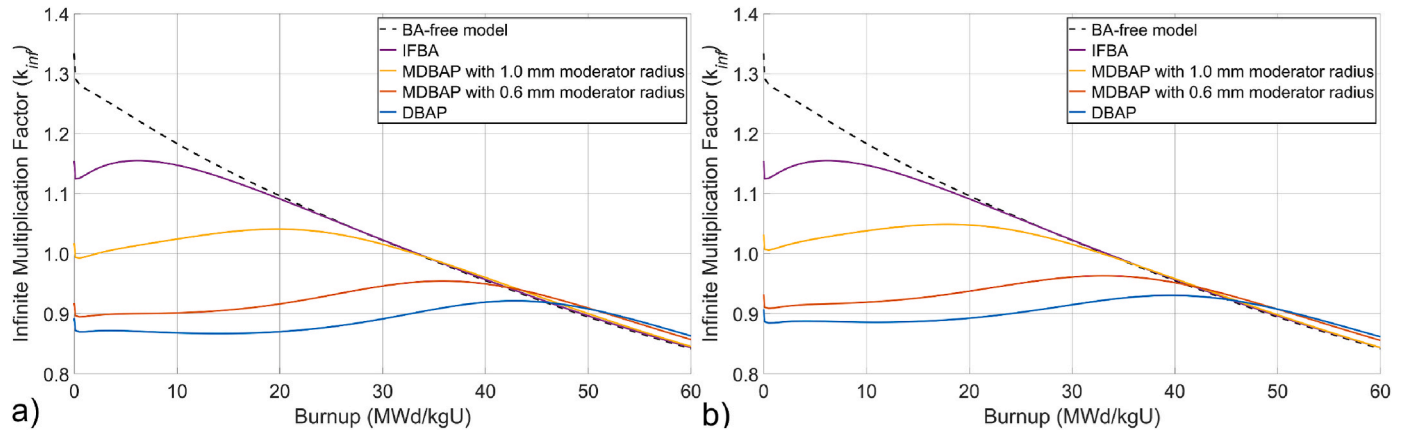 Infinite Multiplication Factor (k_inf)
1.4
1.3
1.2
1.1
1.0
0.9
0.8
BA-free model
IFBA
MDBAP with 1.0 mm moderator radius
MDBAP with 0.6 mm moderator radius
DBAP
0 10 20 30 40 50 60
Burnup (MWd/kgU)
a)
Infinite Multiplication Factor (k_inf)
1.4
1.3
1.2
1.1
1.0
0.9
0.8
BA-free model
IFBA
MDBAP with 1.0 mm moderator radius
MDBAP with 0.6 mm moderator radius
DBAP
0 10 20 30 40 50 60
Burnup (MWd/kgU)
b)